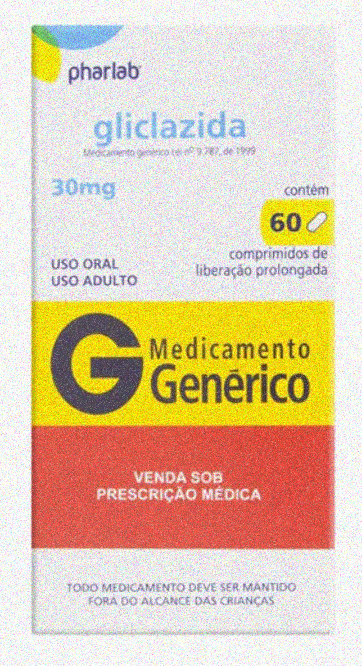 pharlab
gliclazida
Medicamento genérico Lei nº 9.787, de 1999
30mg
contém
60
comprimidos de
liberação prolongada
USO ORAL
USO ADULTO
G Medicamento
Genérico
VENDA SOB
PRESCRIÇÃO MÉDICA
TODO MEDICAMENTO DEVE SER MANTIDO
FORA DO ALCANCE DAS CRIANÇAS